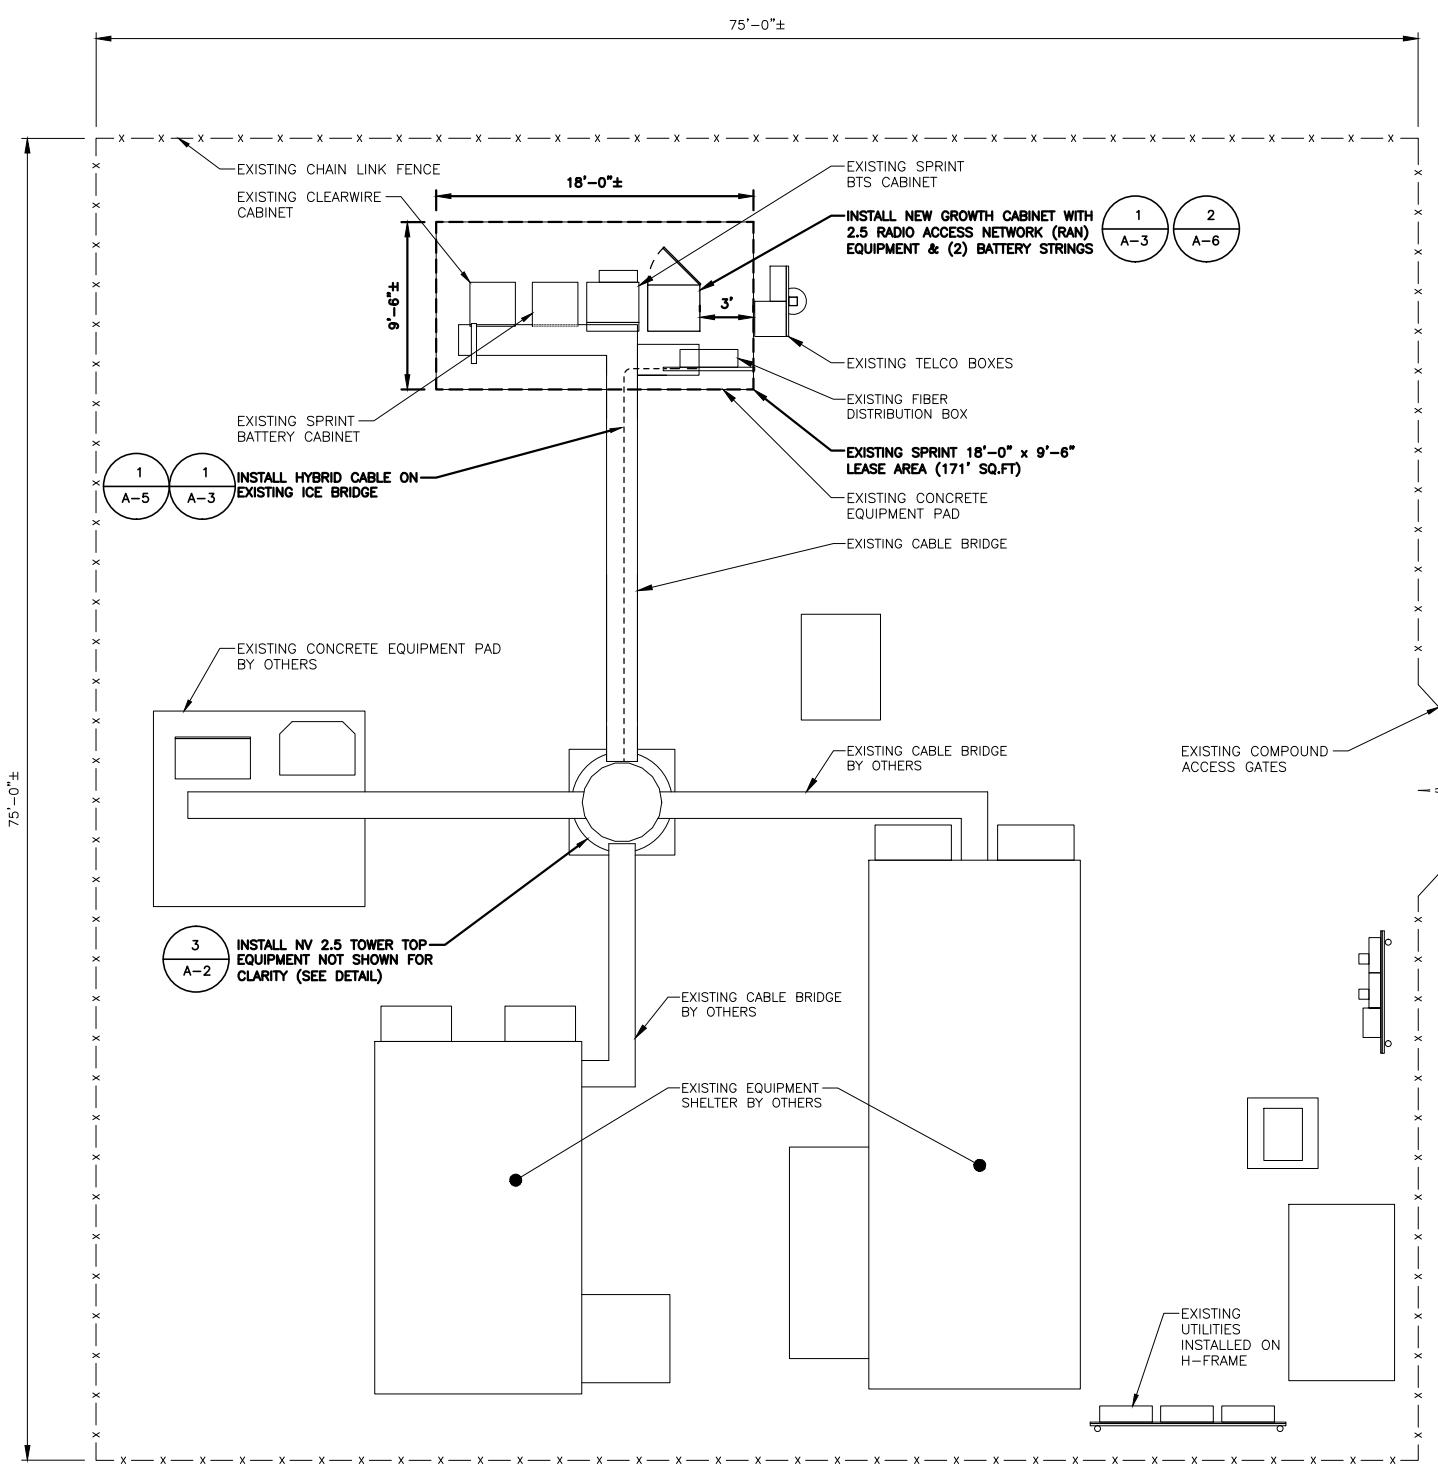 75'-0"±
EXISTING CHAIN LINK FENCE
EXISTING CLEARWIRE
CABINET
18'-0"±
EXISTING SPRINT
BTS CABINET
INSTALL NEW GROWTH CABINET WITH
2.5 RADIO ACCESS NETWORK (RAN)
EQUIPMENT & (2) BATTERY STRINGS
1
A-3
2
A-6
9'-6"±
3'
EXISTING TELCO BOXES
EXISTING FIBER
DISTRIBUTION BOX
EXISTING SPRINT
BATTERY CABINET
EXISTING SPRINT 18'-0" x 9'-6"
LEASE AREA (171' SQ.FT)
1
A-5
1
A-3
INSTALL HYBRID CABLE ON
EXISTING ICE BRIDGE
EXISTING CONCRETE
EQUIPMENT PAD
EXISTING CABLE BRIDGE
EXISTING CONCRETE EQUIPMENT PAD
BY OTHERS
EXISTING CABLE BRIDGE
BY OTHERS
EXISTING COMPOUND
ACCESS GATES
75'-0"±
3
A-2
INSTALL NV 2.5 TOWER TOP
EQUIPMENT NOT SHOWN FOR
CLARITY (SEE DETAIL)
EXISTING CABLE BRIDGE
BY OTHERS
EXISTING EQUIPMENT
SHELTER BY OTHERS
EXISTING
UTILITIES
INSTALLED ON
H-FRAME